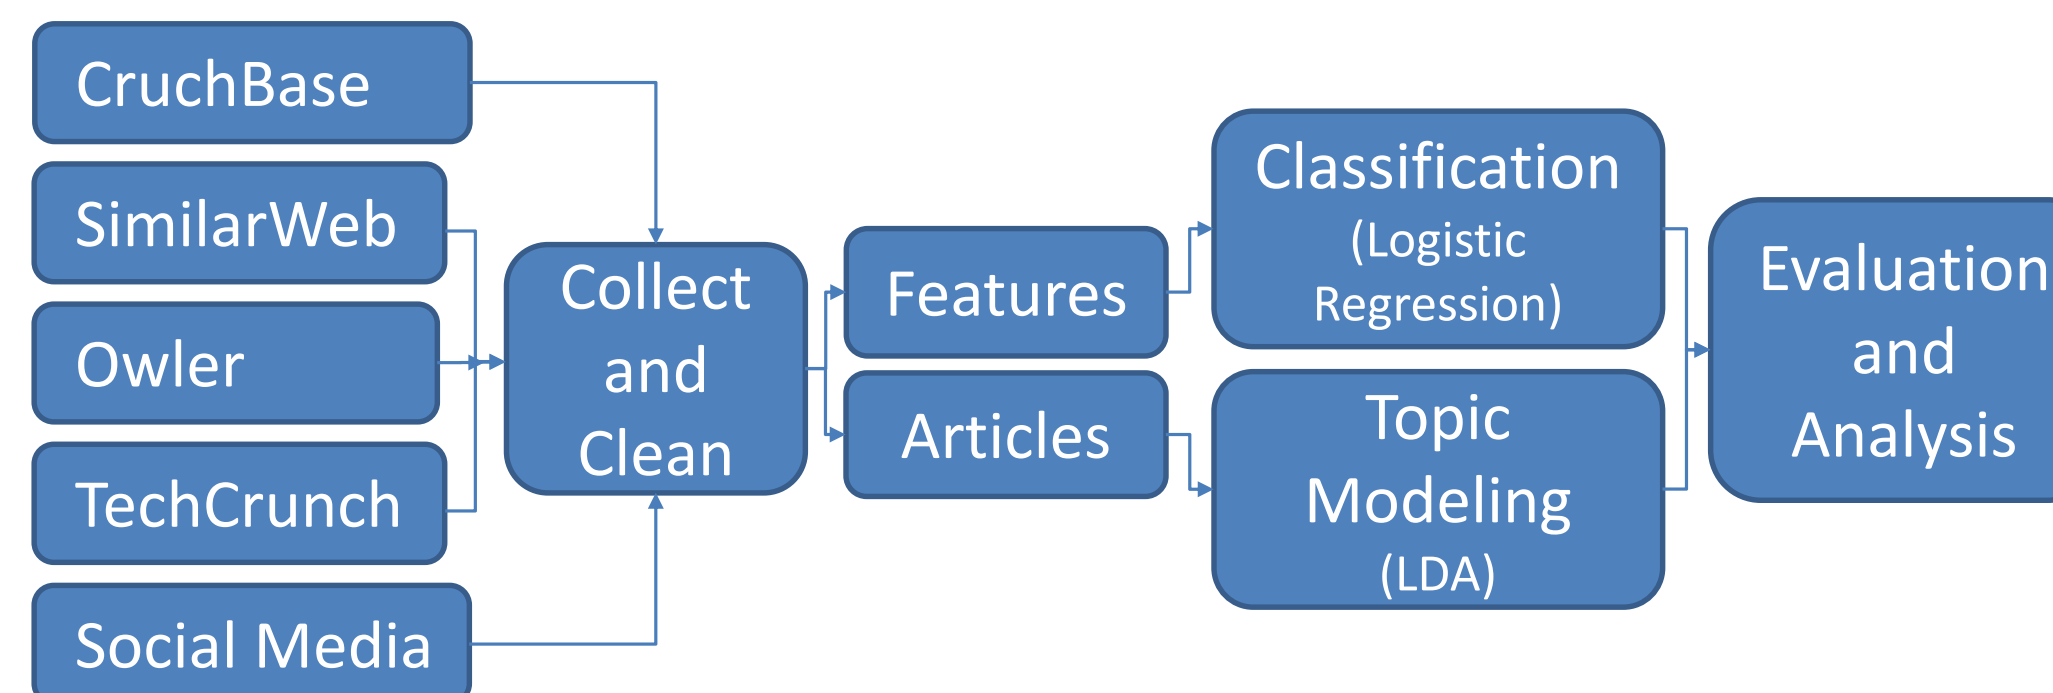 CruchBase
SimilarWeb
Owler
TechCrunch
Social Media
Collect
and
Clean
Features
Articles
Classification
(Logistic
Regression)
Topic
Modeling
(LDA)
Evaluation
and
Analysis